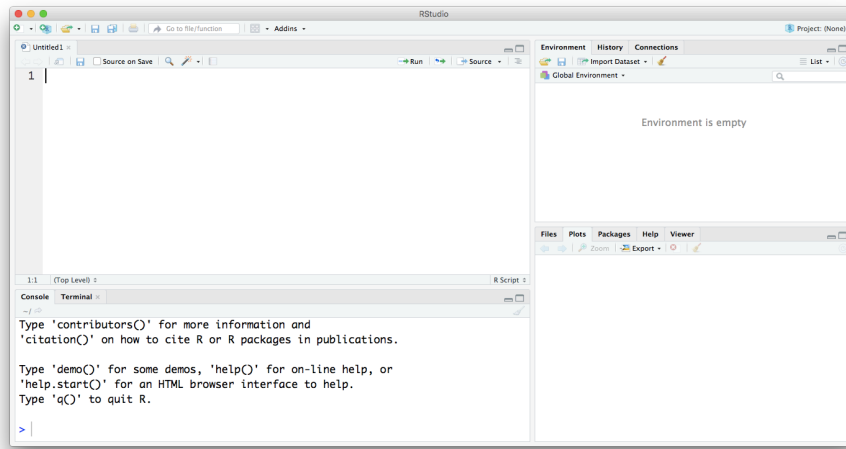 RStudio
Go to file/function Addins Project: (None)
Untitled1
Source on Save Run Source
1
1:1 (Top Level) R Script
Console Terminal
~/
Type 'contributors()' for more information and
'citation()' on how to cite R or R packages in publications.
Type 'demo()' for some demos, 'help()' for on-line help, or
'help.start()' for an HTML browser interface to help.
Type 'q()' to quit R.
>
Environment History Connections
Import Dataset List
Global Environment
Environment is empty
Files Plots Packages Help Viewer
Zoom Export